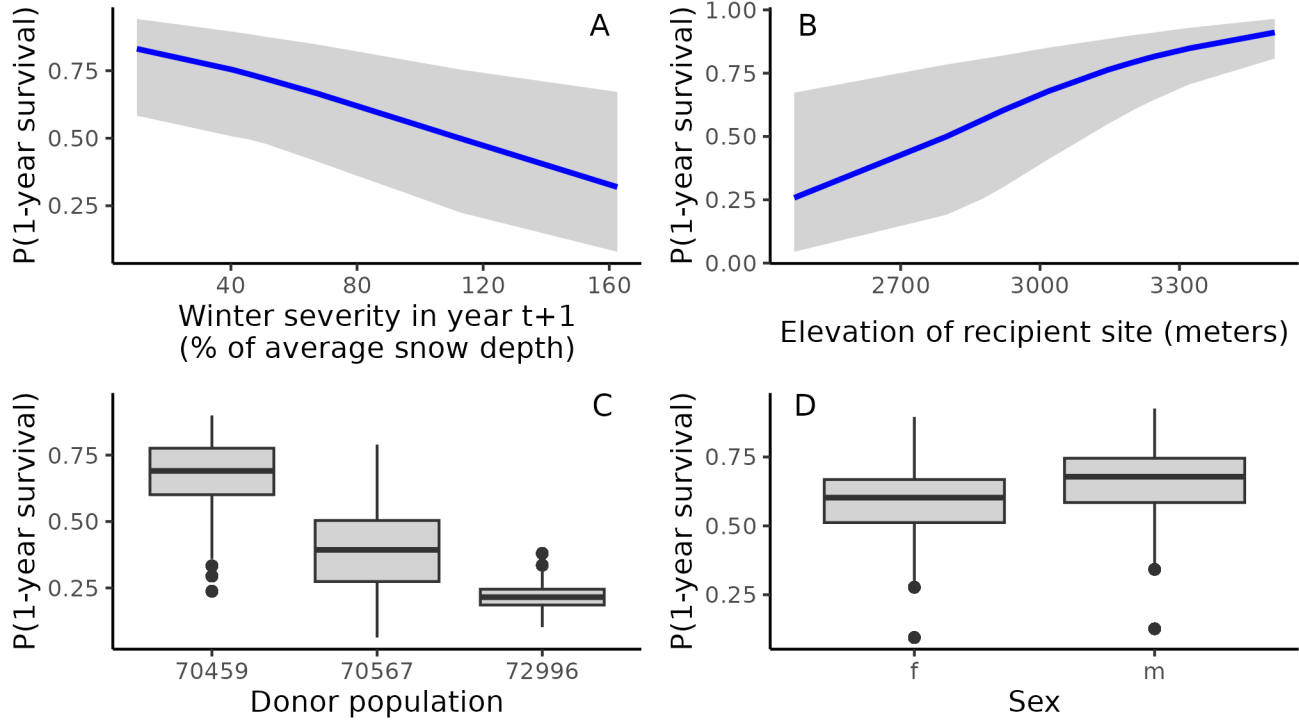 P(1-year survival)
0.75
0.50
0.25
A
40 80 120 160
Winter severity in year t+1
(% of average snow depth)
P(1-year survival)
1.00
0.75
0.50
0.25
0.00
B
2700 3000 3300
Elevation of recipient site (meters)
P(1-year survival)
0.75
0.50
0.25
C
70459 70567 72996
Donor population
P(1-year survival)
0.75
0.50
0.25
D
f m
Sex